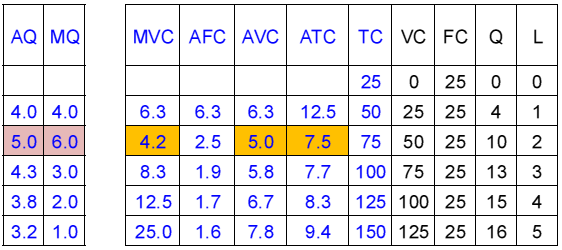 AQ MQ MVC AFC AVC ATC TC VC FC Q L
25 0 25 0 0
4.0 4.0 6.3 6.3 6.3 12.5 50 25 25 4 1
5.0 6.0 4.2 2.5 5.0 7.5 75 50 25 10 2
4.3 3.0 8.3 1.9 5.8 7.7 100 75 25 13 3
3.8 2.0 12.5 1.7 6.7 8.3 125 100 25 15 4
3.2 1.0 25.0 1.6 7.8 9.4 150 125 25 16 5